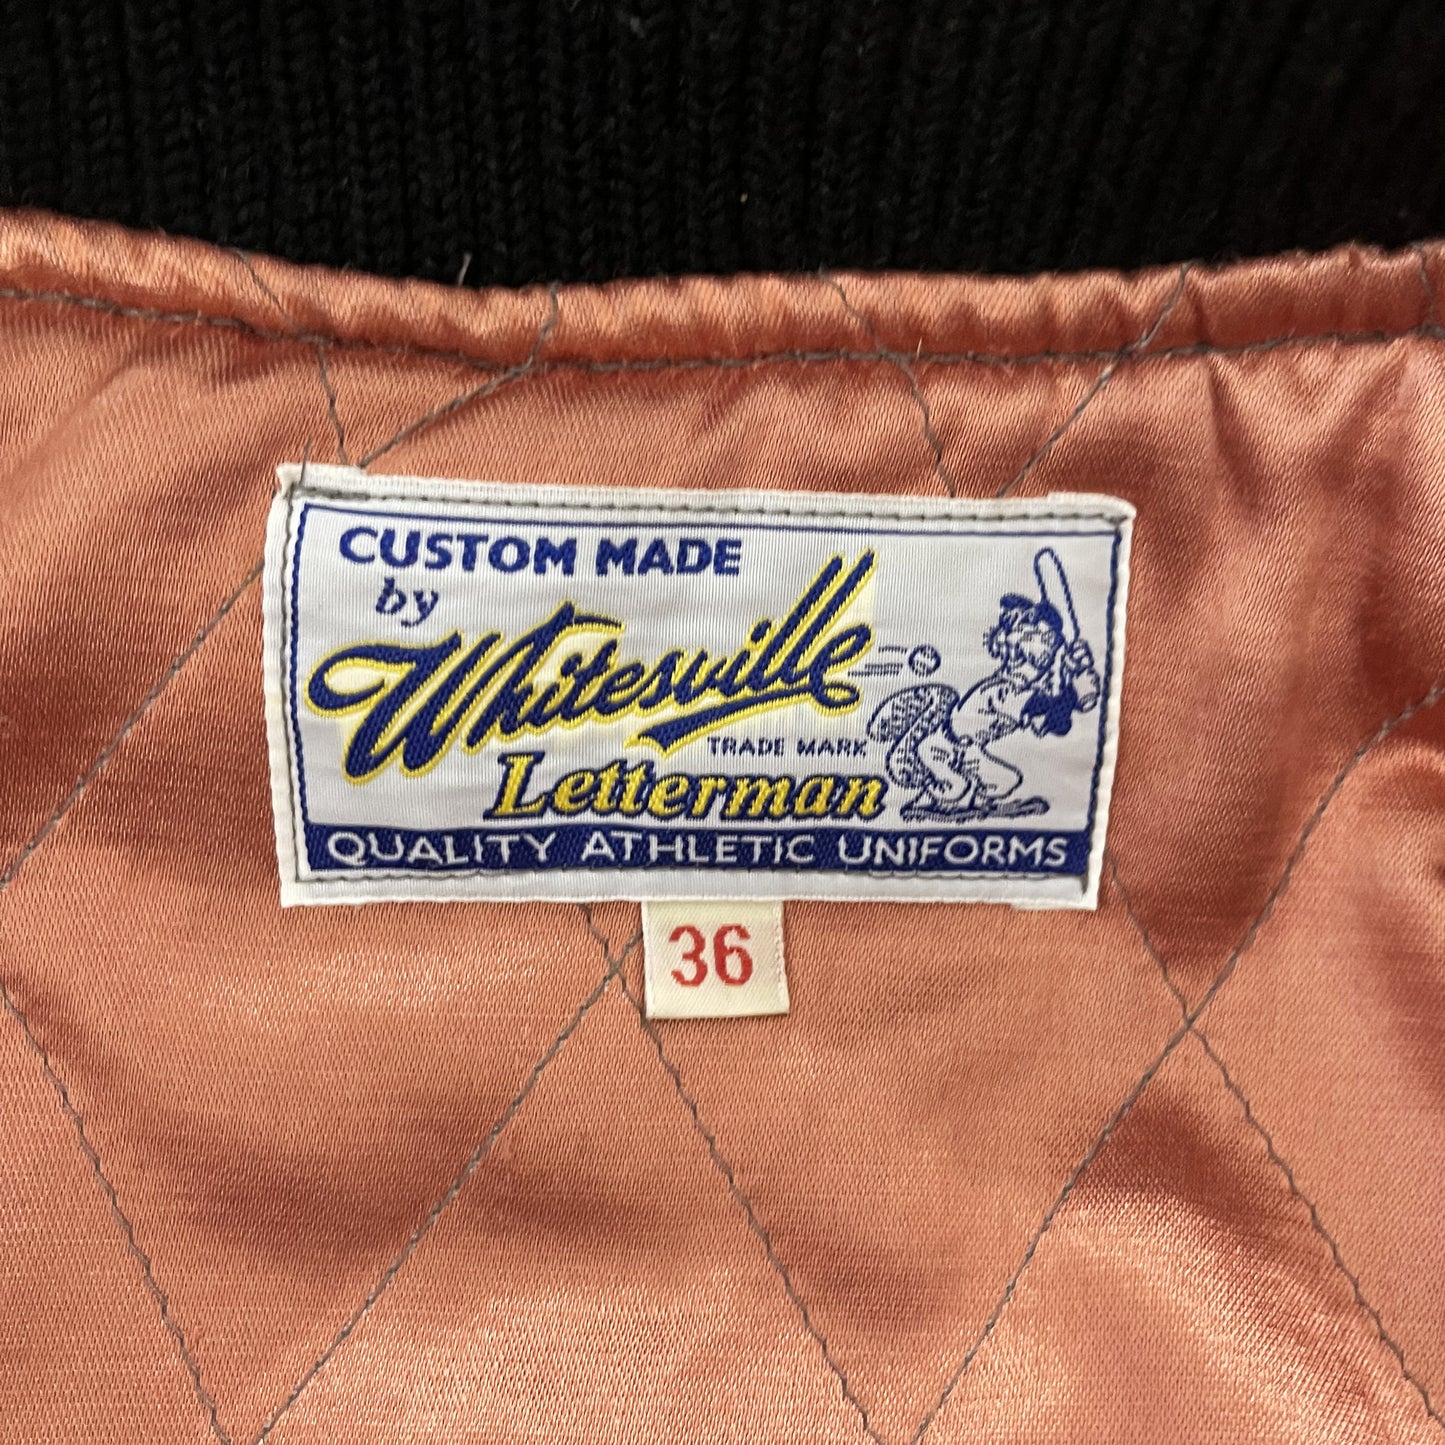 CUSTOM MADE
by
Whitesville
TRADE MARK
Letterman
QUALITY ATHLETIC UNIFORMS
36